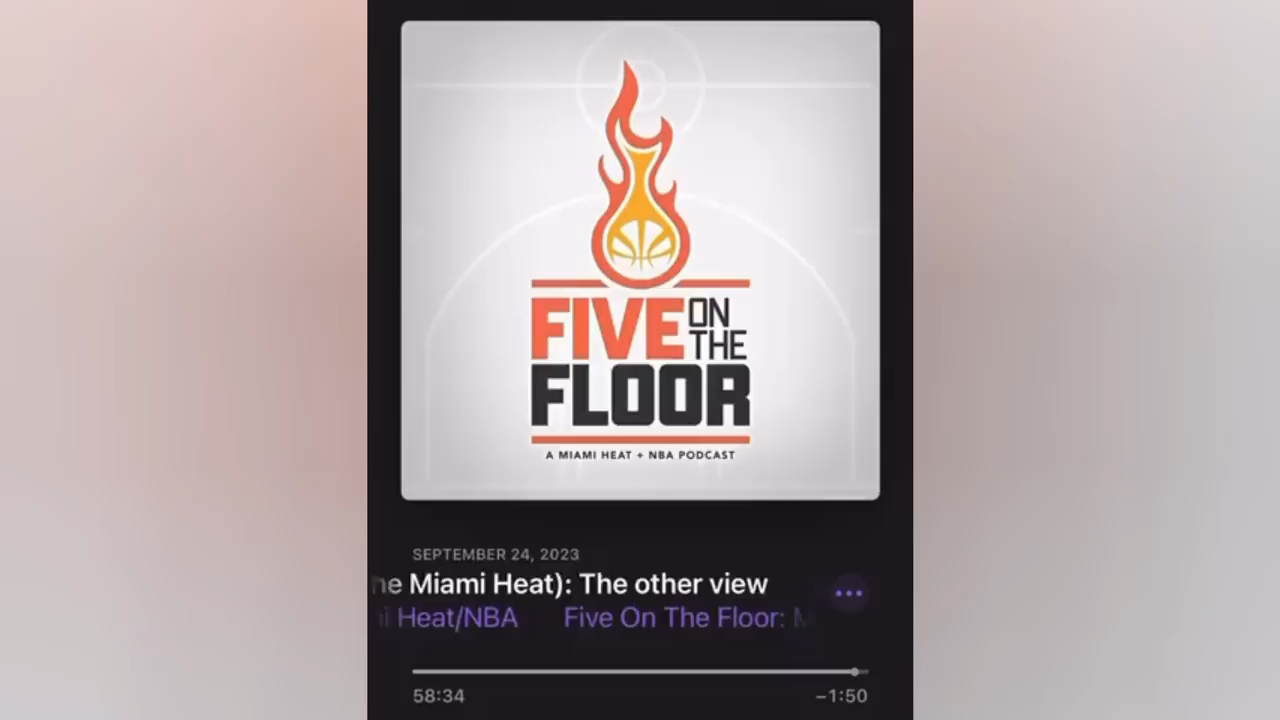 FIVE ON
THE
FLOOR
A MIAMI HEAT + NBA PODCAST
SEPTEMBER 24, 2023
he Miami Heat): The other view
i Heat/NBA Five On The Floor: M
58:34 −1:50